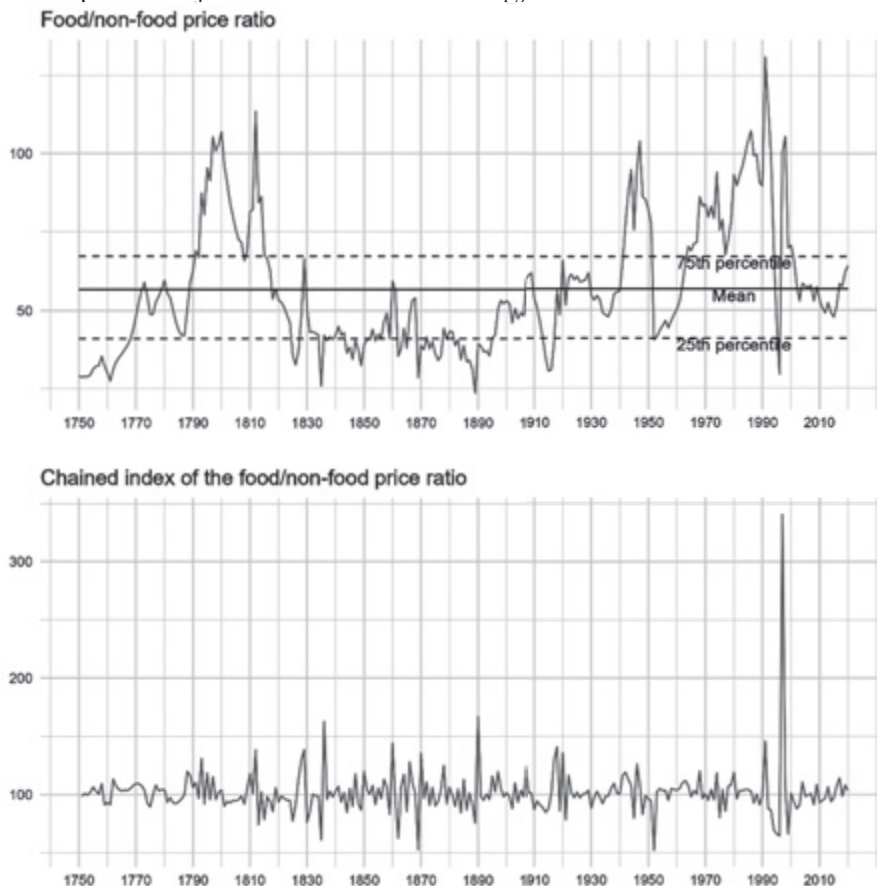 Food/non-food price ratio
100
75th percentile
Mean
50
25th percentile
1750 1770 1790 1810 1830 1850 1870 1890 1910 1930 1950 1970 1990 2010
Chained index of the food/non-food price ratio
300
200
100
1750 1770 1790 1810 1830 1850 1870 1890 1910 1930 1950 1970 1990 2010